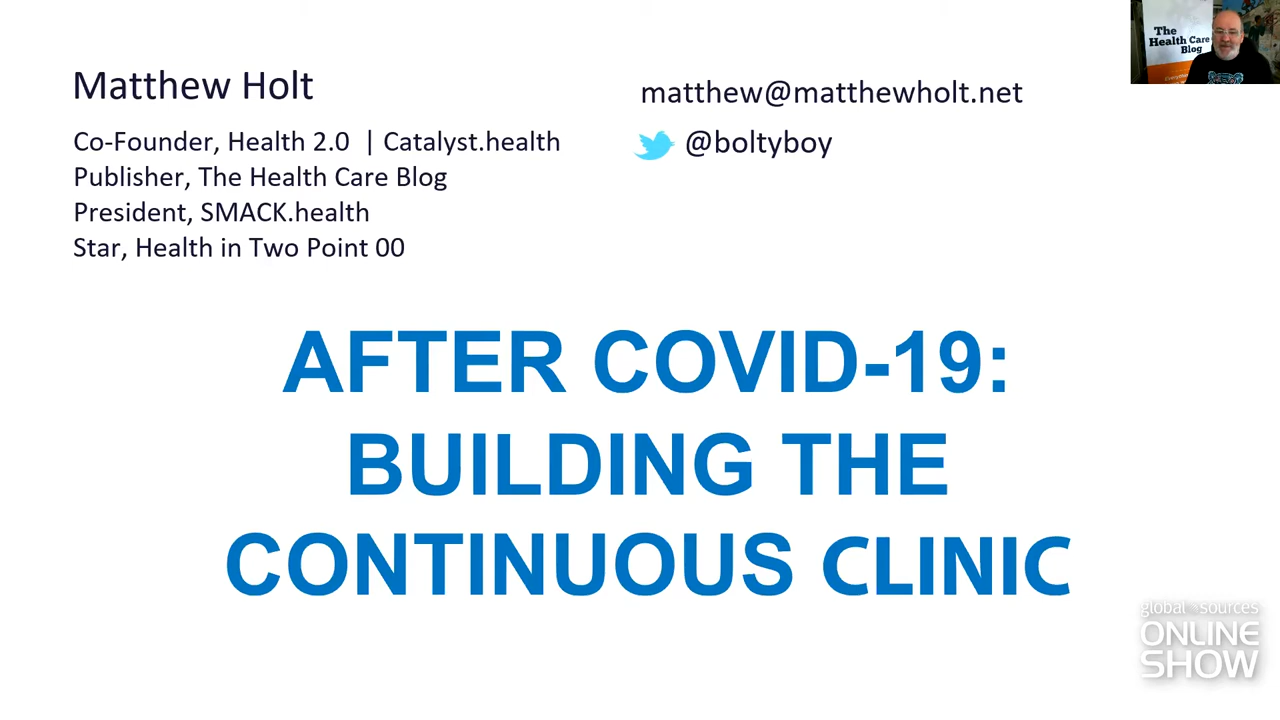 Matthew Holt
Co-Founder, Health 2.0 | Catalyst.health
Publisher, The Health Care Blog
President, SMACK.health
Star, Health in Two Point 00
matthew@matthewholt.net
@boltyboy
The
Health Care
Blog
AFTER COVID-19:
BUILDING THE
CONTINUOUS CLINIC
global sources
ONLINE
SHOW